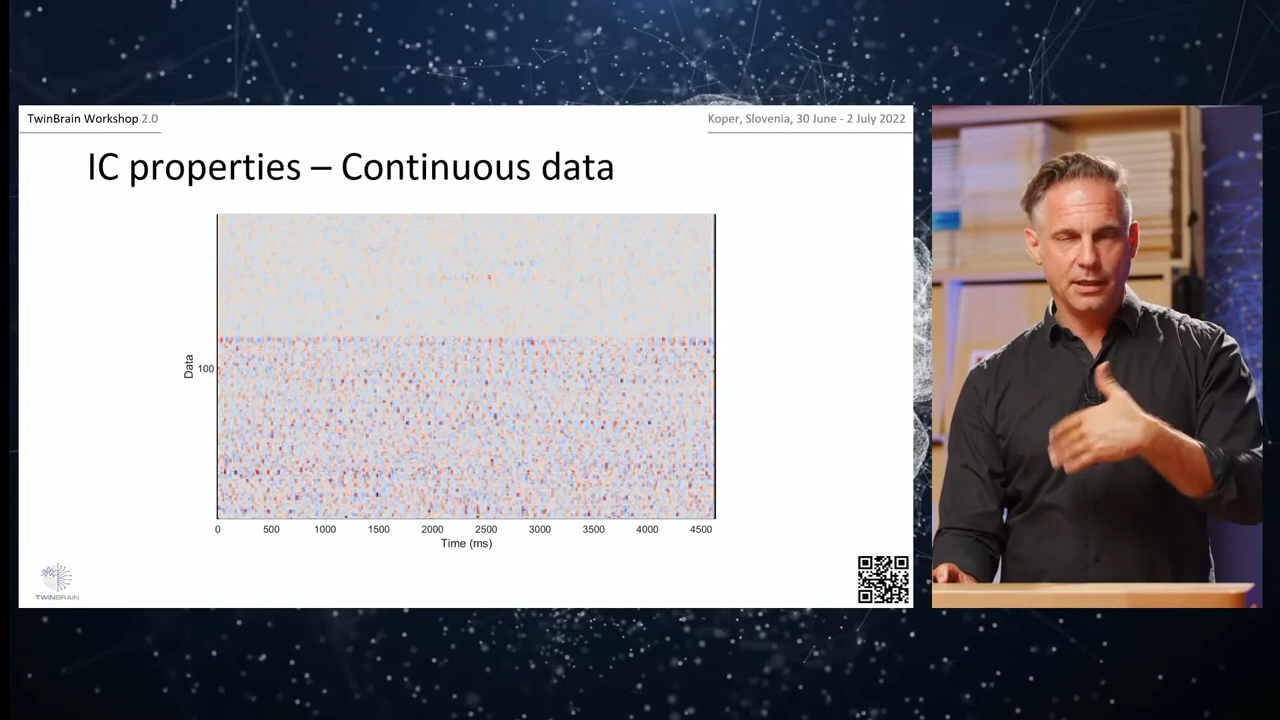 TwinBrain Workshop 2.0
Koper, Slovenia, 30 June - 2 July 2022
IC properties – Continuous data
Data
100
0 500 1000 1500 2000 2500 3000 3500 4000 4500
Time (ms)
TWINBRAIN